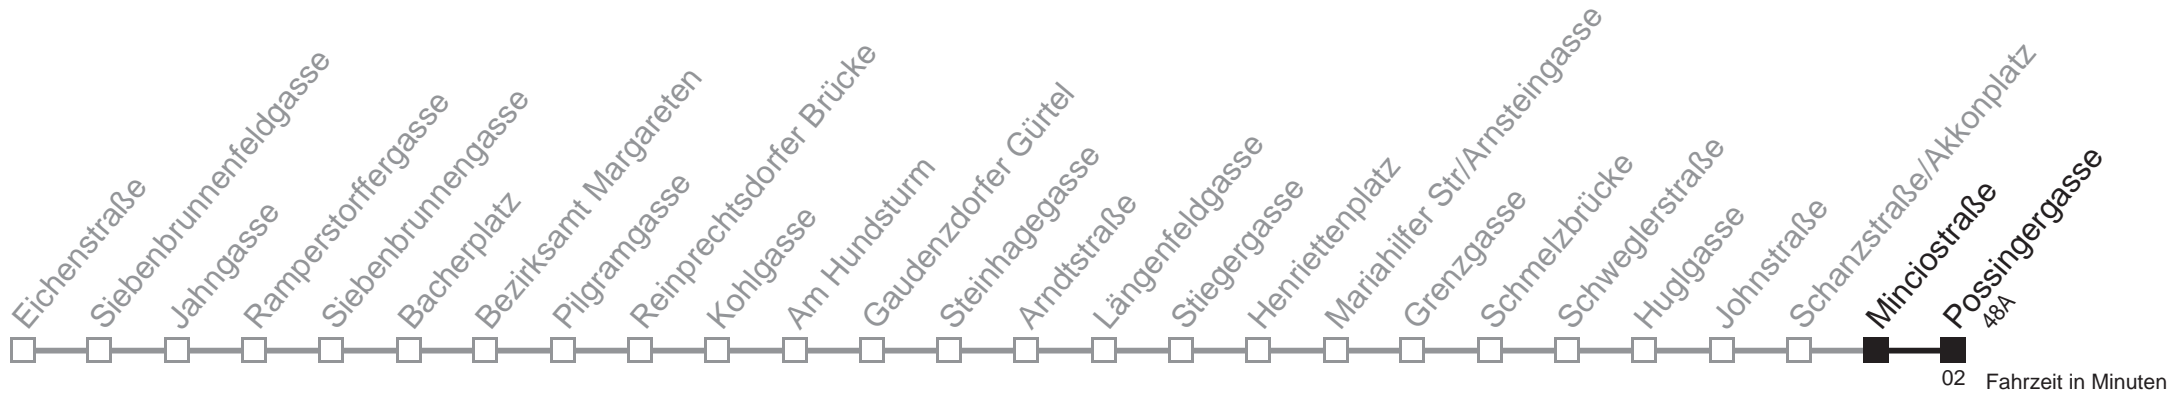 Eichenstraße
Siebenbrunnenfeldgasse
Jahngasse
Ramperstoffergasse
Siebenbrunnengasse
Bacherplatz
Bezirksamt Margareten
Pilgramgasse
Reinprechtsdorfer Brücke
Kohlgasse
Am Hundsturm
Gaudenzdorfer Gürtel
Steinhagegasse
Arndtstraße
Längenfeldgasse
Stiegergasse
Henriettenplatz
Mariahilfer Str/Arnsteingasse
Grenzgasse
Schmelzbrücke
Schweglerstraße
Huglgasse
Johnstraße
Schanzstraße/Akkonplatz
Minciostraße
Possingergasse
48A
02 Fahrzeit in Minuten